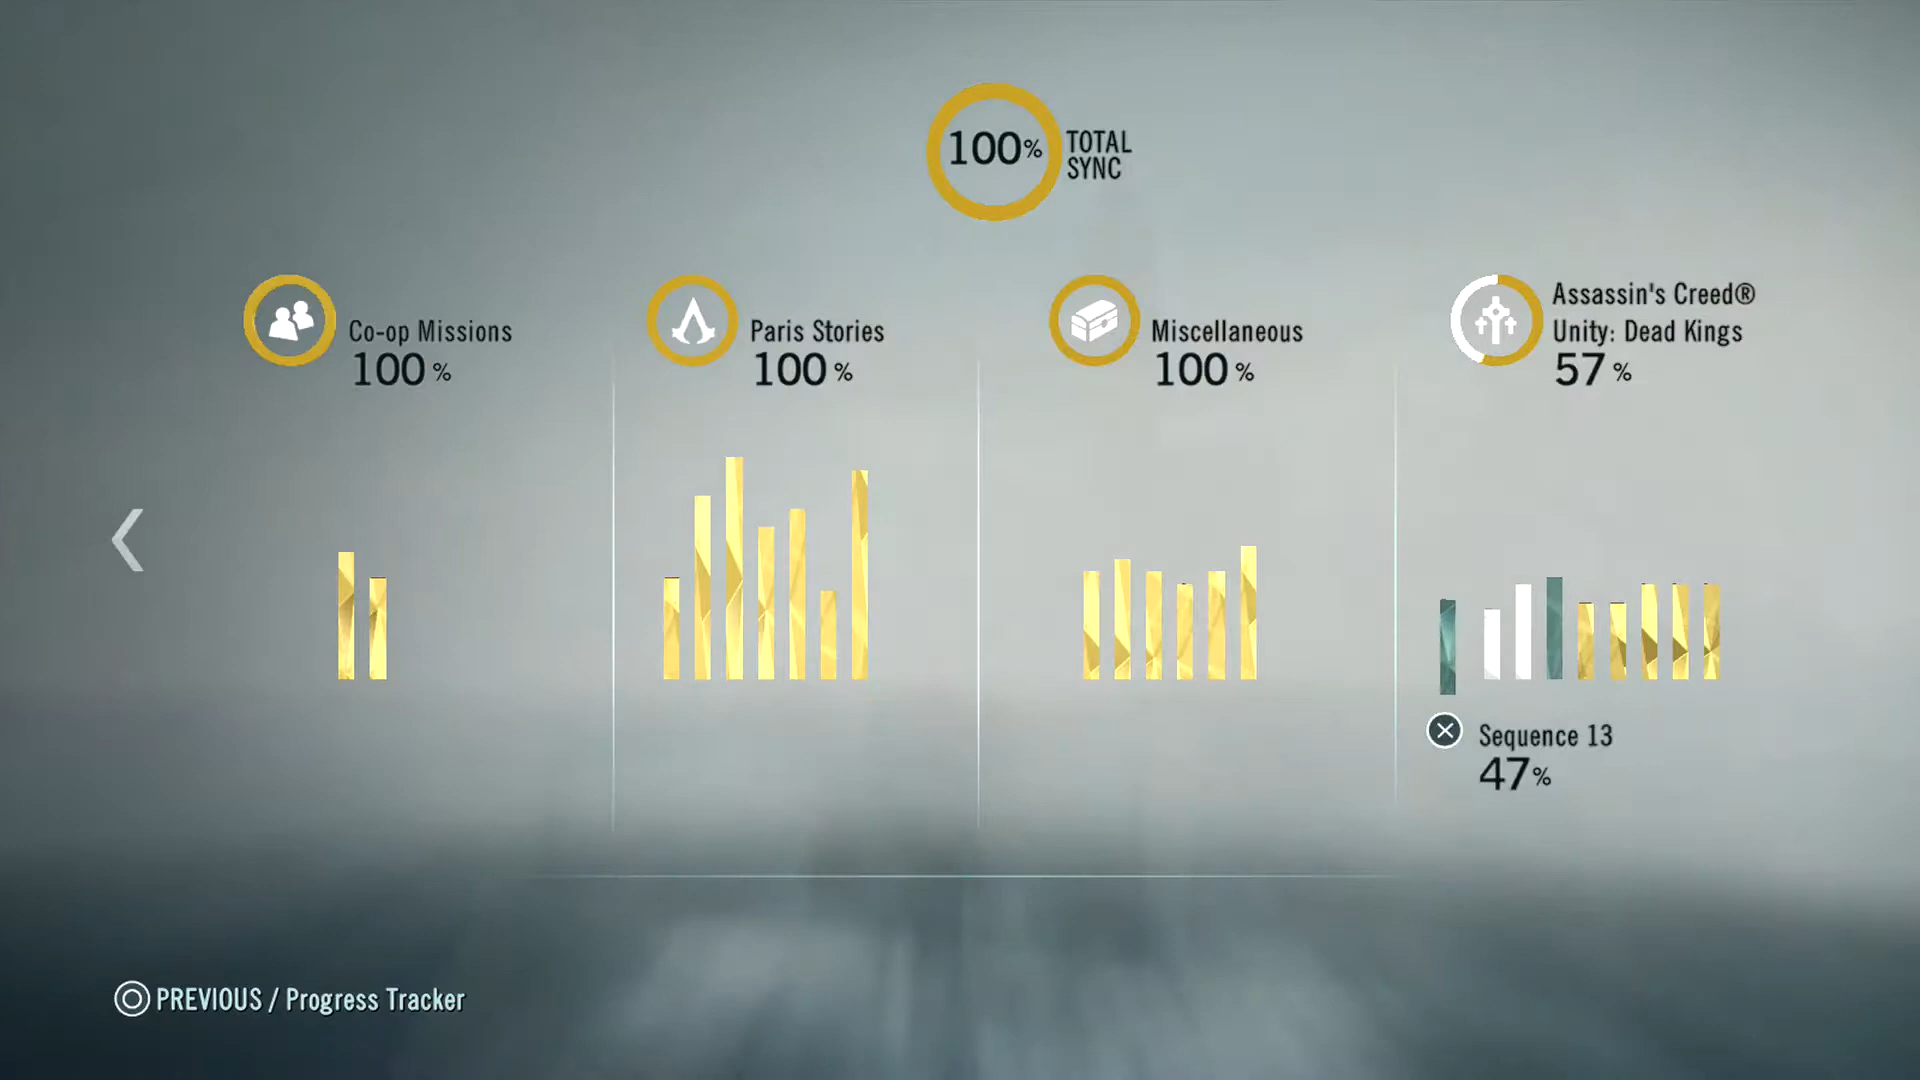 100% TOTAL
SYNC
Co-op Missions
100 %
Paris Stories
100 %
Miscellaneous
100 %
Assassin's Creed®
Unity: Dead Kings
57 %
Sequence 13
47%
PREVIOUS / Progress Tracker